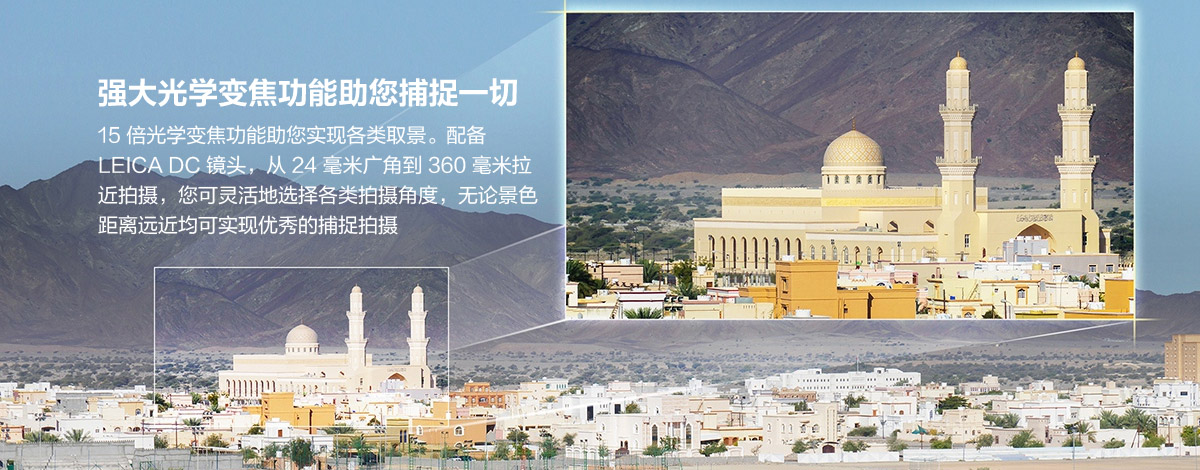 强大光学变焦功能助您捕捉一切
15 倍光学变焦功能助您实现各类取景。配备
LEICA DC 镜头，从 24 毫米广角到 360 毫米拉
近拍摄，您可灵活地选择各类拍摄角度，无论景色
距离远近均可实现优秀的捕捉拍摄